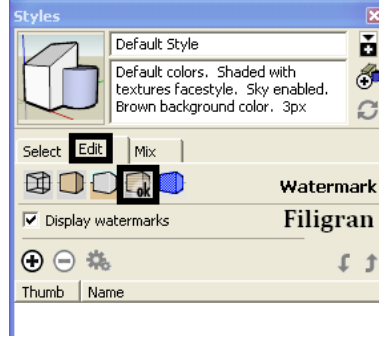 Styles
Default Style
Default colors. Shaded with
textures facestyle. Sky enabled.
Brown background color. 3px
Select Edit Mix
ok
Watermark
Display watermarks
Filigran
Thumb Name